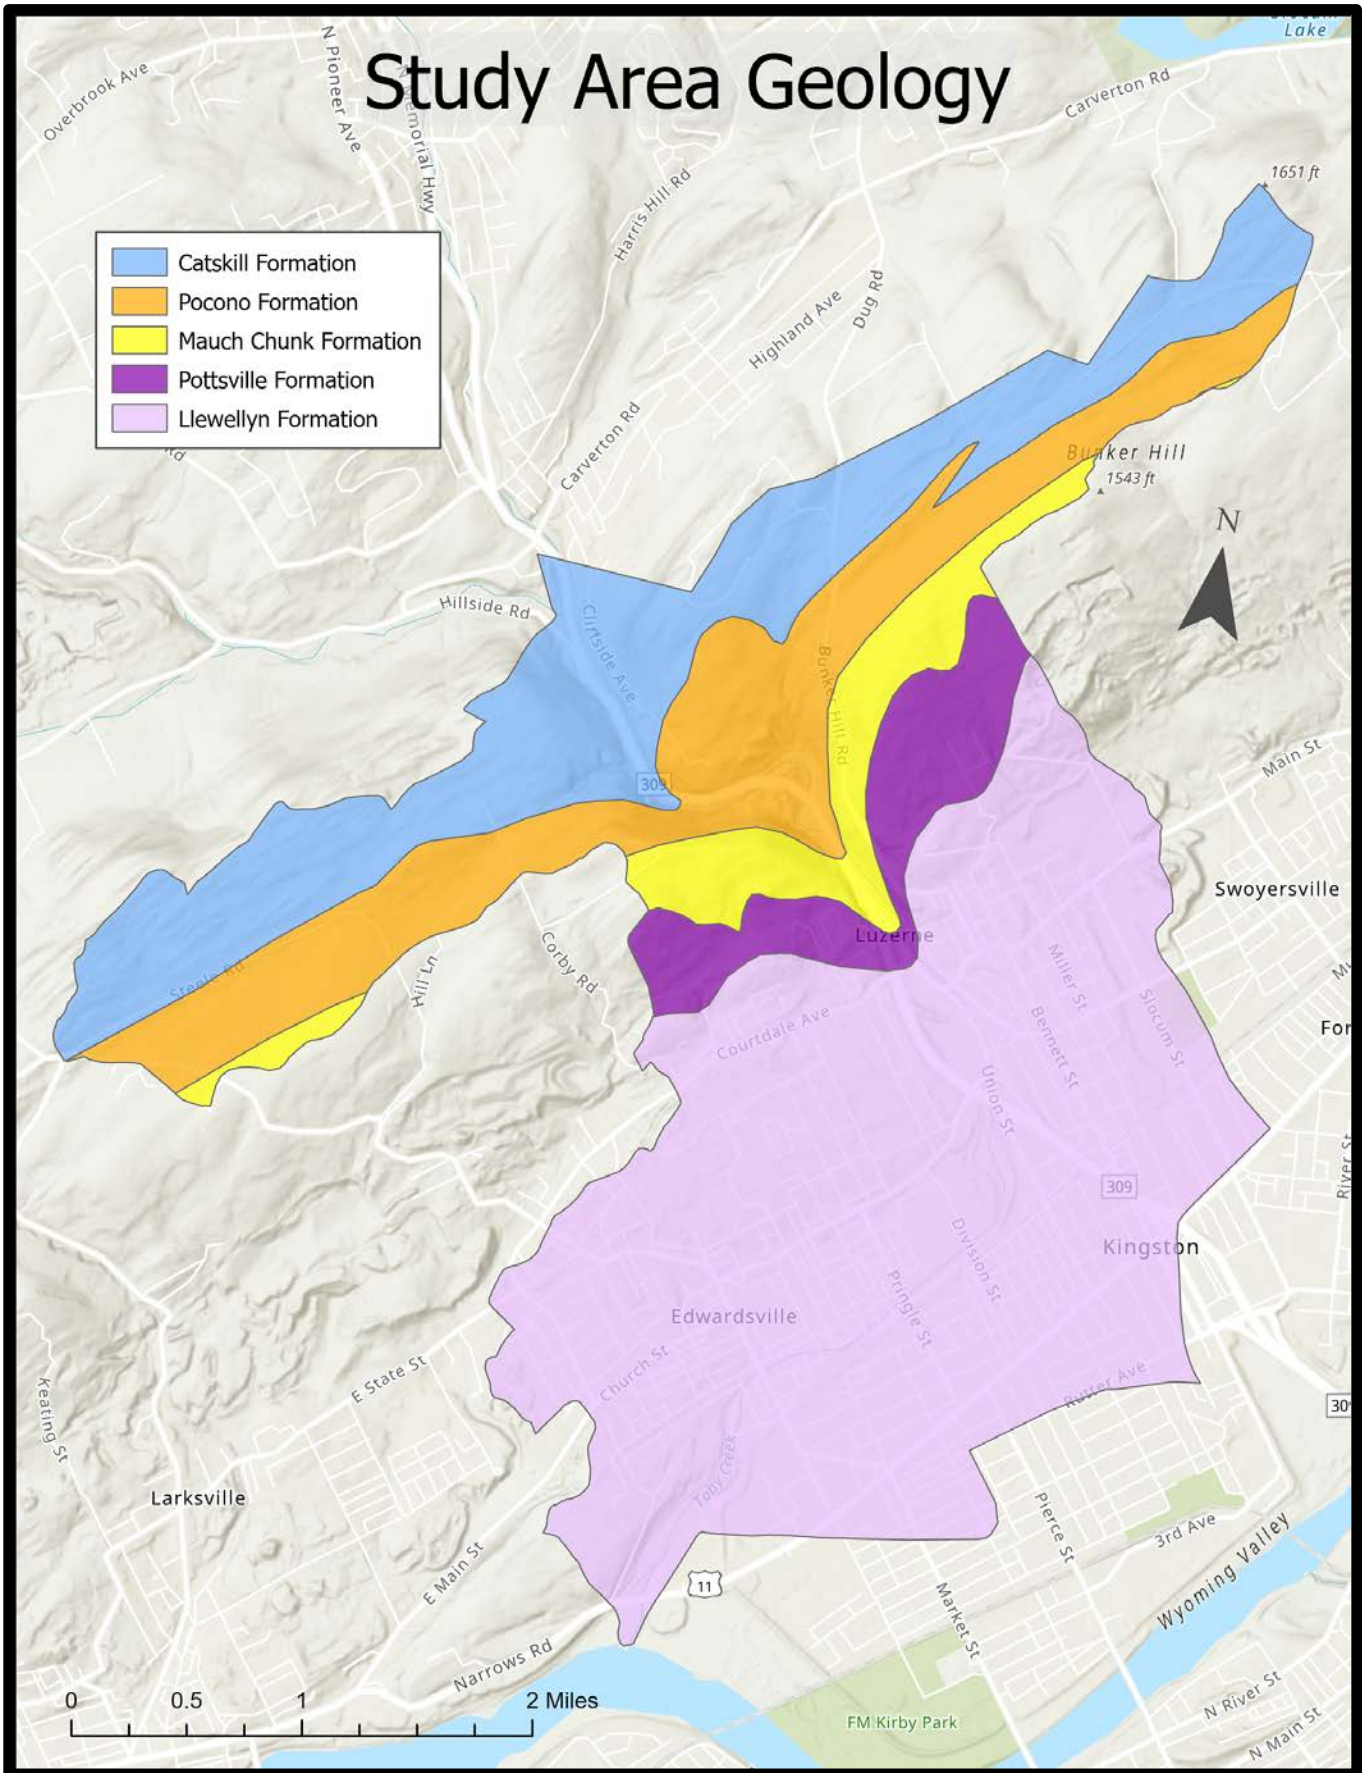 Study Area Geology
Lake
Overbrook Ave
N Pioneer Ave
N Memorial Hwy
Carverton Rd
1651 ft
Harris Hill Rd
Catskill Formation
Pocono Formation
Mauch Chunk Formation
Pottsville Formation
Llewellyn Formation
Dug Rd
Highland Ave
Rd
Carverton Rd
Bunker Hill
1543 ft
N
Hillside Rd
Cliffside Ave
Bunker Hill Rd
Main St
309
Swoyersville
Luzerne
Steele Rd
Hill Ln
Corby Rd
Miller St
Slocum St
Bennett St
Courtdale Ave
Union St
For
River St
309
Kingston
Division St
Pringle St
Edwardsville
Church St
E State St
Rutter Ave
Keating St
30
Toby Creek
Larksville
Pierce St
3rd Ave
Wyoming Valley
E Main St
11
Market St
Narrows Rd
0 0.5 1 2 Miles
FM Kirby Park
N River St
N Main St